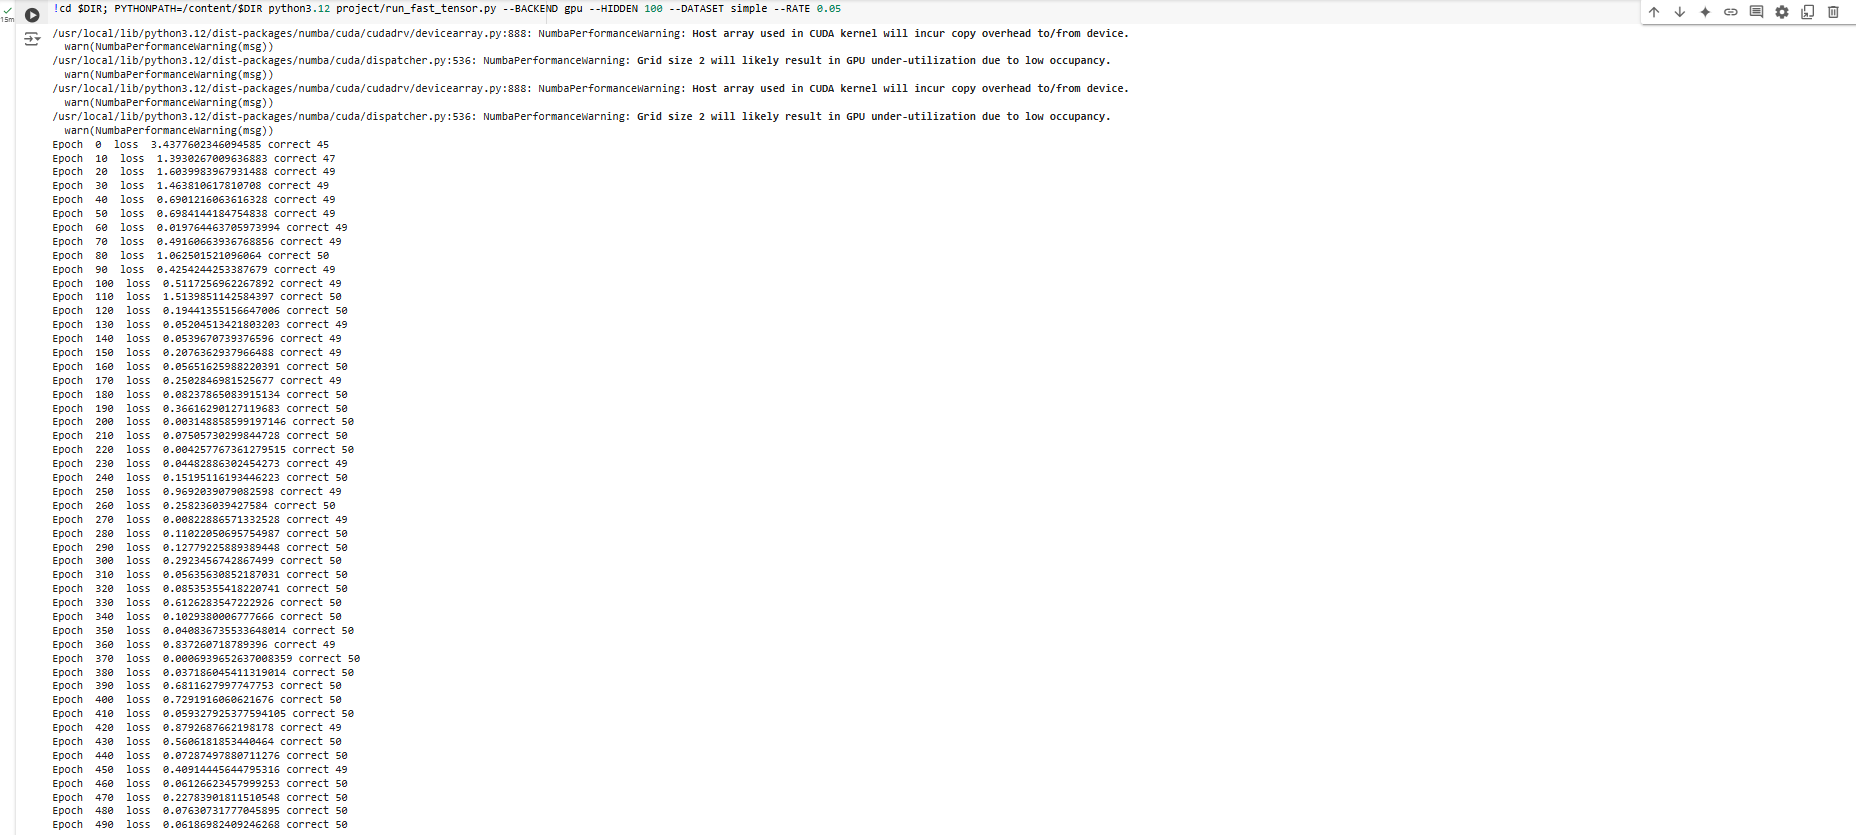 !cd $DIR; PYTHONPATH=/content/$DIR python3.12 project/run_fast_tensor.py --BACKEND gpu --HIDDEN 100 --DATASET simple --RATE 0.05
15m
/usr/local/lib/python3.12/dist-packages/numba/cuda/cudadrv/devicearray.py:888: NumbaPerformanceWarning: Host array used in CUDA kernel will incur copy overhead to/from device.
  warn(NumbaPerformanceWarning(msg))
/usr/local/lib/python3.12/dist-packages/numba/cuda/dispatcher.py:536: NumbaPerformanceWarning: Grid size 2 will likely result in GPU under-utilization due to low occupancy.
  warn(NumbaPerformanceWarning(msg))
/usr/local/lib/python3.12/dist-packages/numba/cuda/cudadrv/devicearray.py:888: NumbaPerformanceWarning: Host array used in CUDA kernel will incur copy overhead to/from device.
  warn(NumbaPerformanceWarning(msg))
/usr/local/lib/python3.12/dist-packages/numba/cuda/dispatcher.py:536: NumbaPerformanceWarning: Grid size 2 will likely result in GPU under-utilization due to low occupancy.
  warn(NumbaPerformanceWarning(msg))
Epoch  0  loss  3.4377602346094585 correct 45
Epoch  10  loss  1.3930267009636883 correct 47
Epoch  20  loss  1.6039983967931488 correct 49
Epoch  30  loss  1.463810617810708 correct 49
Epoch  40  loss  0.6901216063616328 correct 49
Epoch  50  loss  0.6984144184754838 correct 49
Epoch  60  loss  0.019764463705973994 correct 49
Epoch  70  loss  0.49160663936768856 correct 49
Epoch  80  loss  1.062501521096064 correct 50
Epoch  90  loss  0.4254244253387679 correct 49
Epoch  100  loss  0.5117256962267892 correct 49
Epoch  110  loss  1.5139851142584397 correct 50
Epoch  120  loss  0.19441355156647006 correct 50
Epoch  130  loss  0.05204513421803203 correct 49
Epoch  140  loss  0.0539670739376596 correct 49
Epoch  150  loss  0.2076362937966488 correct 49
Epoch  160  loss  0.05651625988220391 correct 50
Epoch  170  loss  0.2502846981525677 correct 49
Epoch  180  loss  0.08237865083915134 correct 50
Epoch  190  loss  0.36616290127119683 correct 50
Epoch  200  loss  0.003148858599197146 correct 50
Epoch  210  loss  0.07505730299844728 correct 50
Epoch  220  loss  0.004257767361279515 correct 50
Epoch  230  loss  0.04482886302454273 correct 49
Epoch  240  loss  0.15195116193446223 correct 50
Epoch  250  loss  0.9692039079082598 correct 49
Epoch  260  loss  0.258236039427584 correct 50
Epoch  270  loss  0.00822886571332528 correct 49
Epoch  280  loss  0.11022050695754987 correct 50
Epoch  290  loss  0.12779225889389448 correct 50
Epoch  300  loss  0.2923456742867499 correct 50
Epoch  310  loss  0.05635630852187031 correct 50
Epoch  320  loss  0.08535355418220741 correct 50
Epoch  330  loss  0.6126283547222926 correct 50
Epoch  340  loss  0.1029380006777666 correct 50
Epoch  350  loss  0.040836735533648014 correct 50
Epoch  360  loss  0.837260718789396 correct 49
Epoch  370  loss  0.0006939652637008359 correct 50
Epoch  380  loss  0.037186045411319014 correct 50
Epoch  390  loss  0.6811627997747753 correct 50
Epoch  400  loss  0.7291916060621676 correct 50
Epoch  410  loss  0.059327925377594105 correct 50
Epoch  420  loss  0.8792687662198178 correct 49
Epoch  430  loss  0.5606181853440464 correct 50
Epoch  440  loss  0.07287497880711276 correct 50
Epoch  450  loss  0.40914445644795316 correct 49
Epoch  460  loss  0.06126623457999253 correct 50
Epoch  470  loss  0.22783901811510548 correct 50
Epoch  480  loss  0.07630731777045895 correct 50
Epoch  490  loss  0.06186982409246268 correct 50